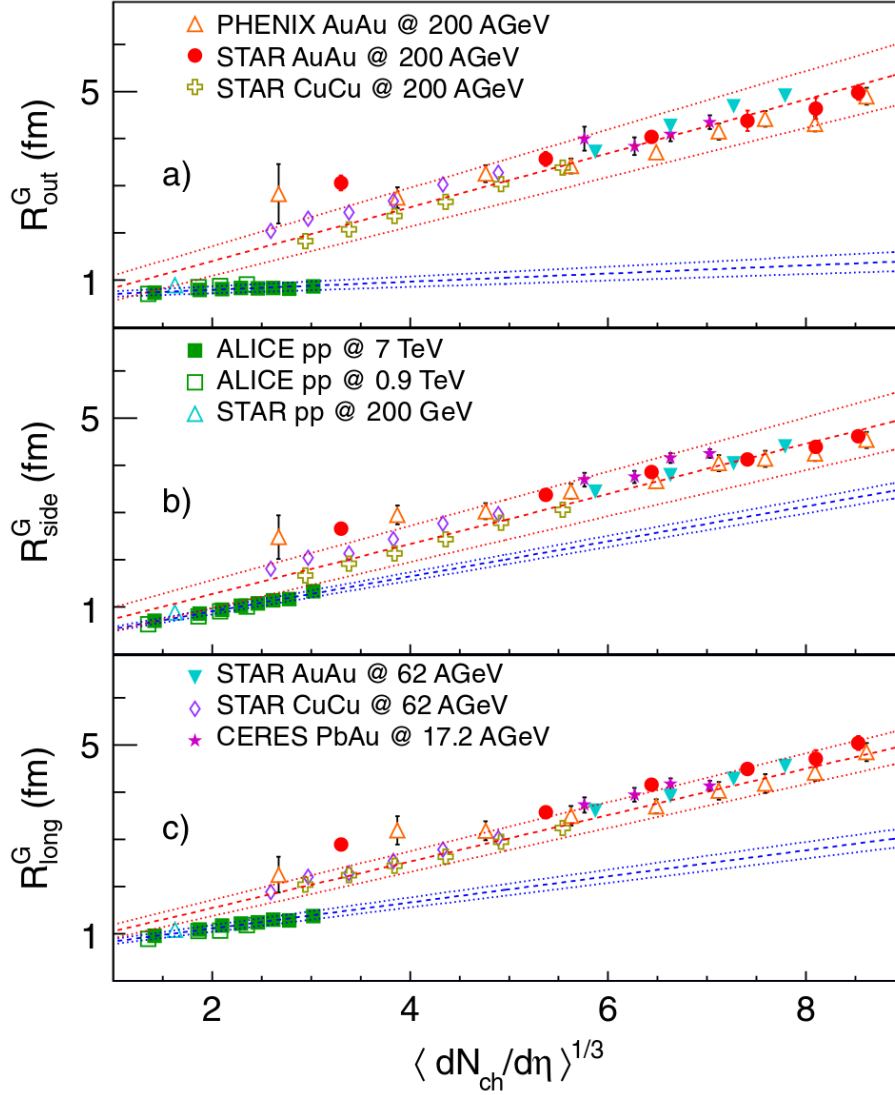 PHENIX AuAu @ 200 AGeV
STAR AuAu @ 200 AGeV
STAR CuCu @ 200 AGeV
5
a)
1
R^G_out (fm)
ALICE pp @ 7 TeV
ALICE pp @ 0.9 TeV
STAR pp @ 200 GeV
5
b)
1
R^G_side (fm)
STAR AuAu @ 62 AGeV
STAR CuCu @ 62 AGeV
CERES PbAu @ 17.2 AGeV
5
c)
1
R^G_long (fm)
2 4 6 8
⟨ dN_ch/dη ⟩^1/3